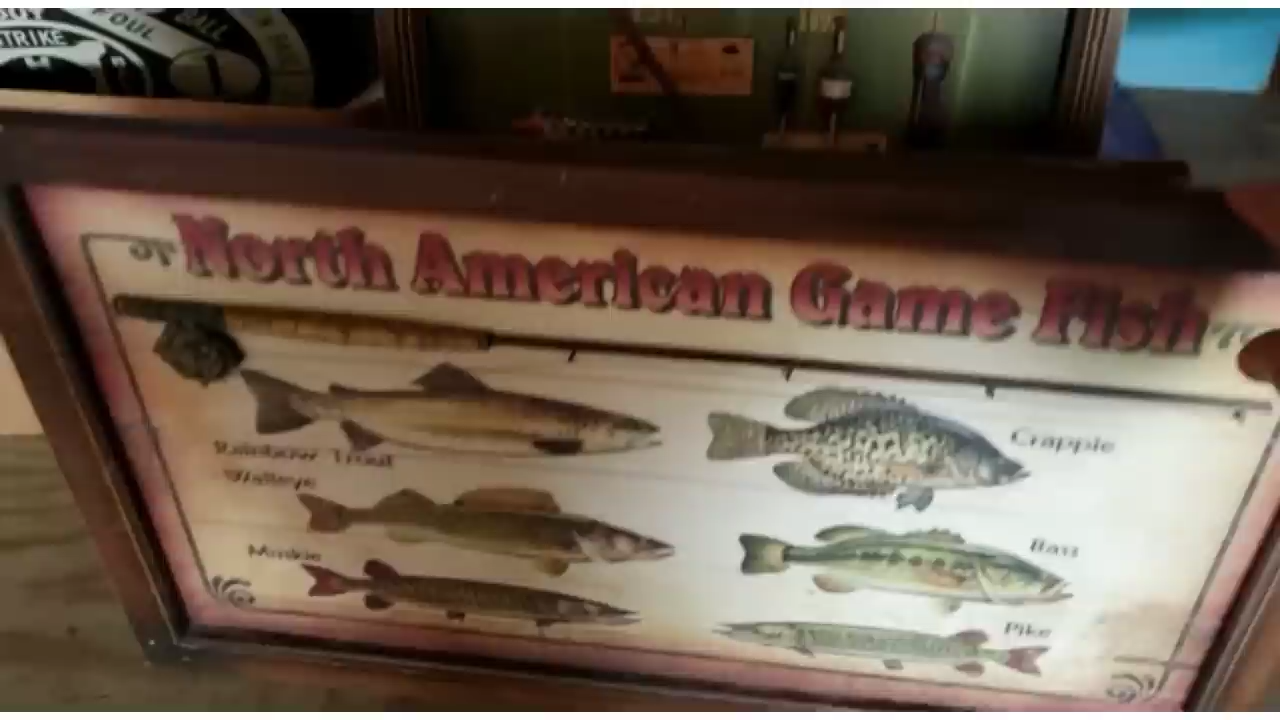 FOUL
BALL
STRIKE
North American Game Fish
Rainbow Trout
Crappie
Walleye
Muskie
Bass
Pike